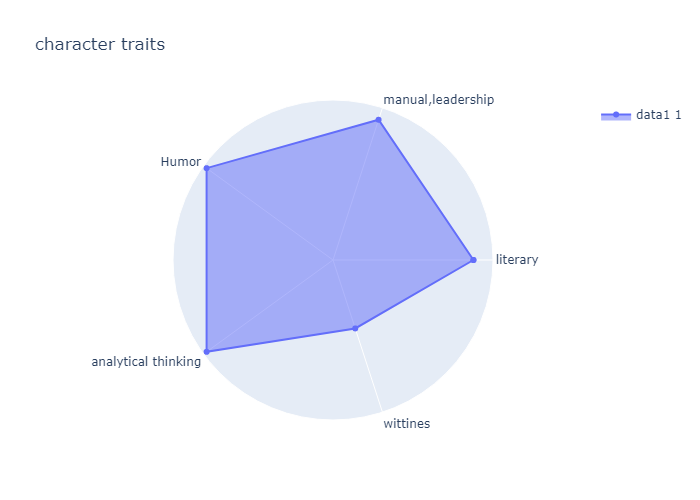 character traits
manual,leadership
data1 1
Humor
literary
analytical thinking
wittines